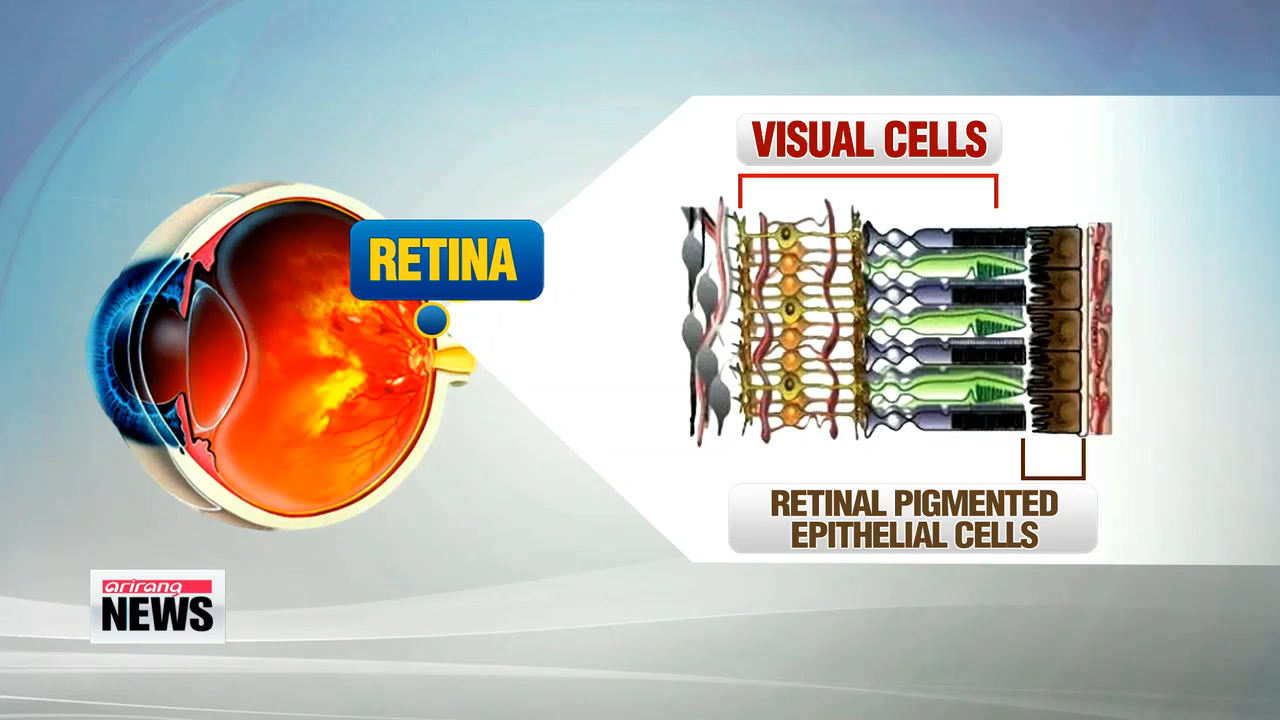 VISUAL CELLS
RETINA
RETINAL PIGMENTED
EPITHELIAL CELLS
arirang
NEWS